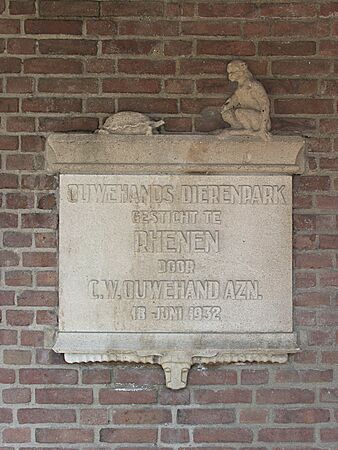 OUWEHANDS DIERENPARK
GESTICHT TE
RHENEN
DOOR
C.W. OUWEHAND AZN.
18 JUNI 1932